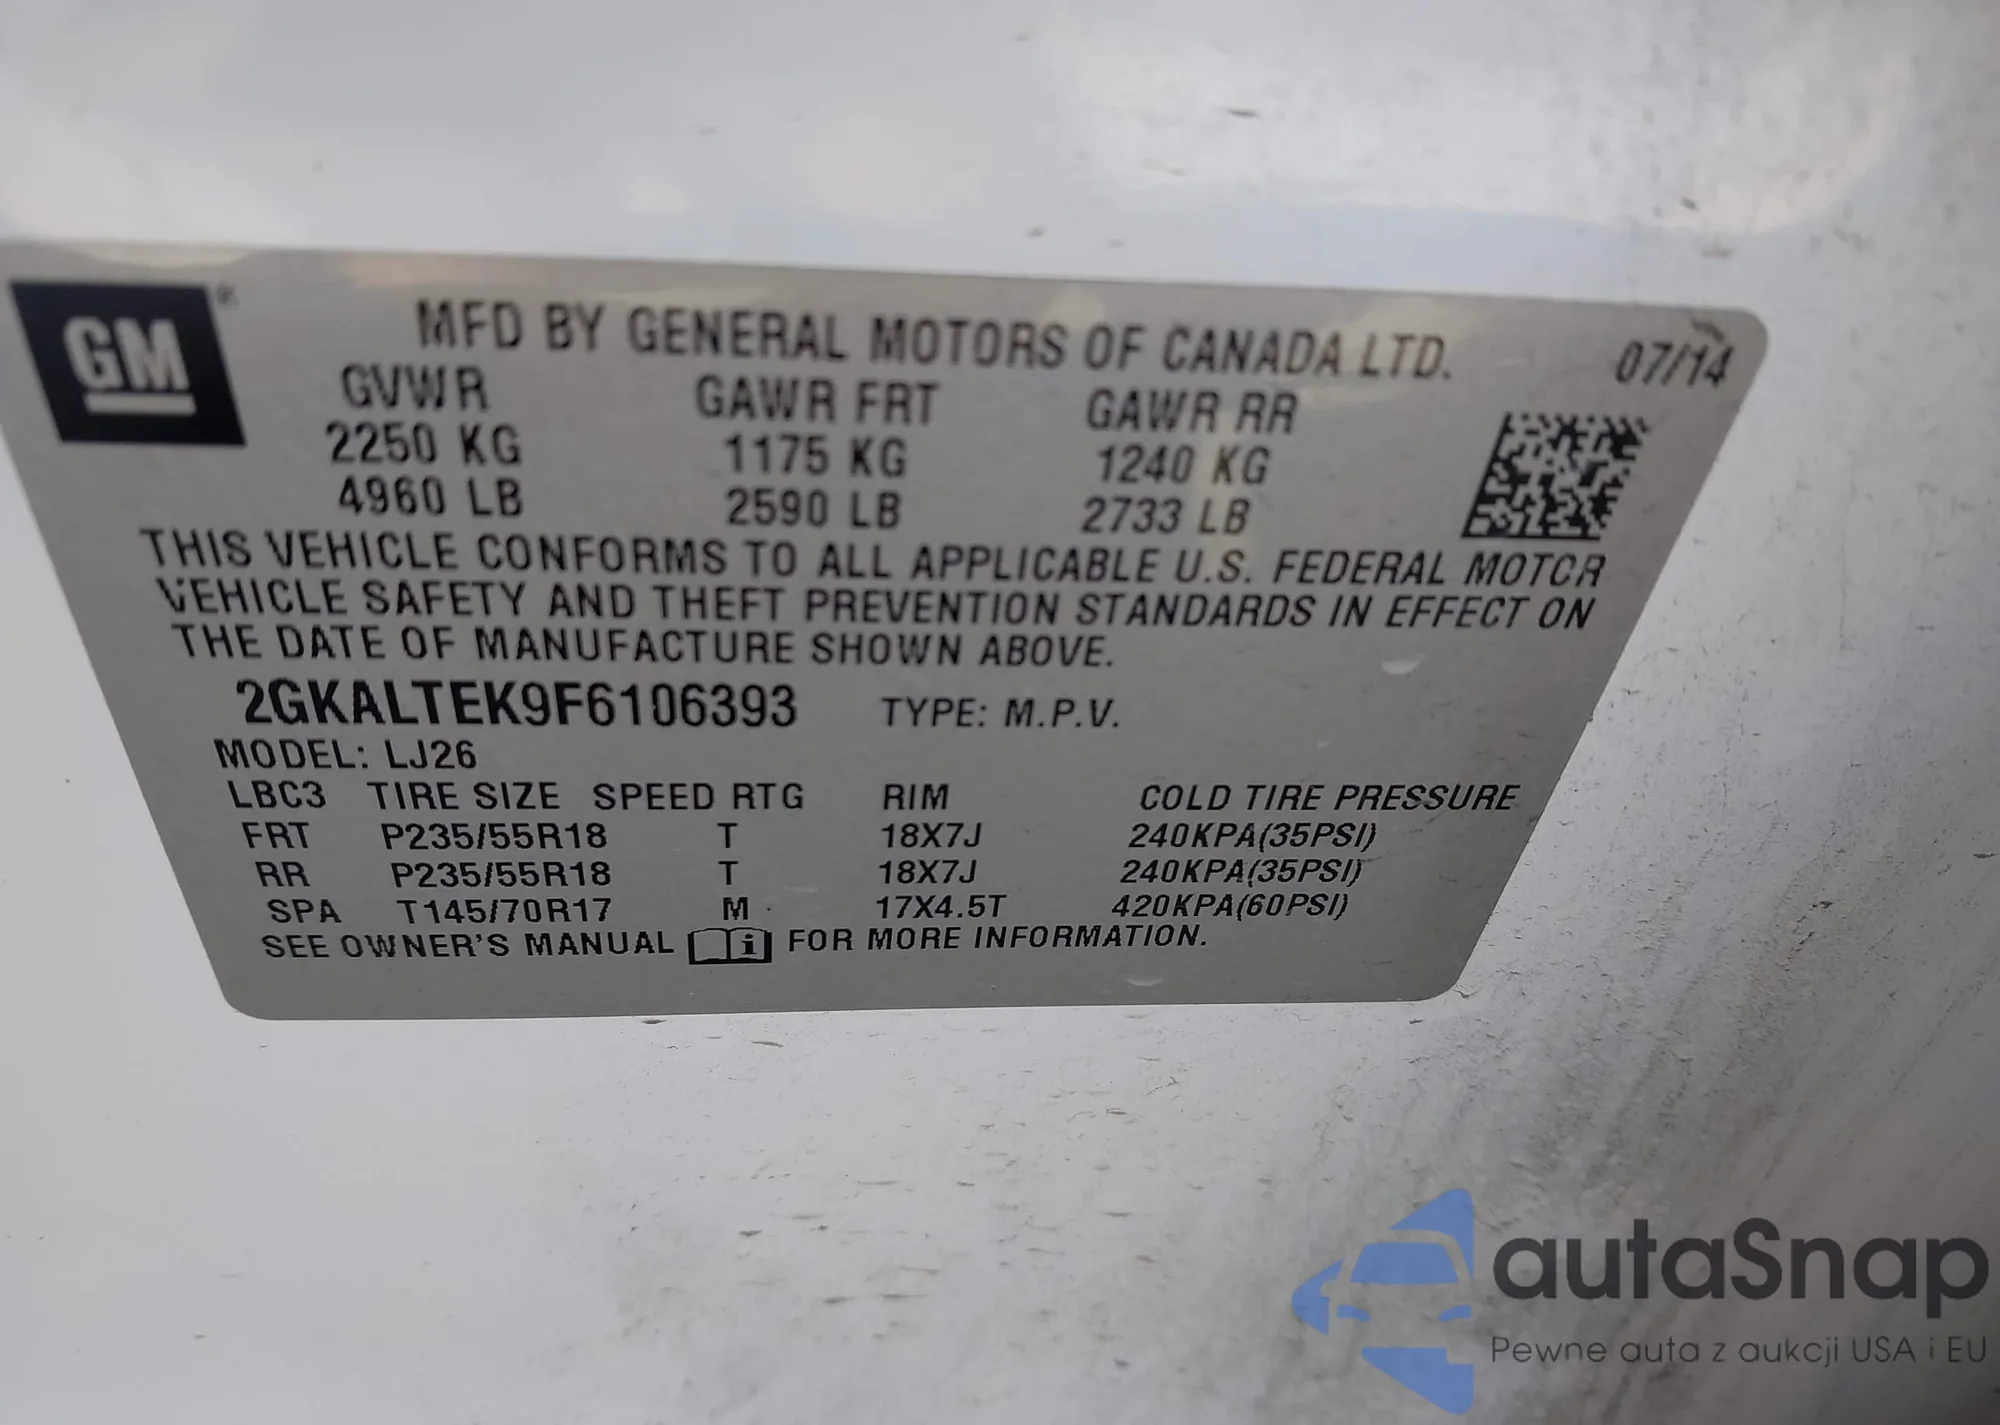 GM ®
MFD BY GENERAL MOTORS OF CANADA LTD. 07/14
GVWR GAWR FRT GAWR RR
2250 KG 1175 KG 1240 KG
4960 LB 2590 LB 2733 LB
THIS VEHICLE CONFORMS TO ALL APPLICABLE U.S. FEDERAL MOTOR
VEHICLE SAFETY AND THEFT PREVENTION STANDARDS IN EFFECT ON
THE DATE OF MANUFACTURE SHOWN ABOVE.
2GKALTEK9F6106393 TYPE: M.P.V.
MODEL: LJ26
LBC3 TIRE SIZE SPEED RTG RIM COLD TIRE PRESSURE
FRT P235/55R18 T 18X7J 240KPA(35PSI)
RR P235/55R18 T 18X7J 240KPA(35PSI)
SPA T145/70R17 M 17X4.5T 420KPA(60PSI)
SEE OWNER'S MANUAL i FOR MORE INFORMATION.
autaSnap
Pewne auta z aukcji USA i EU